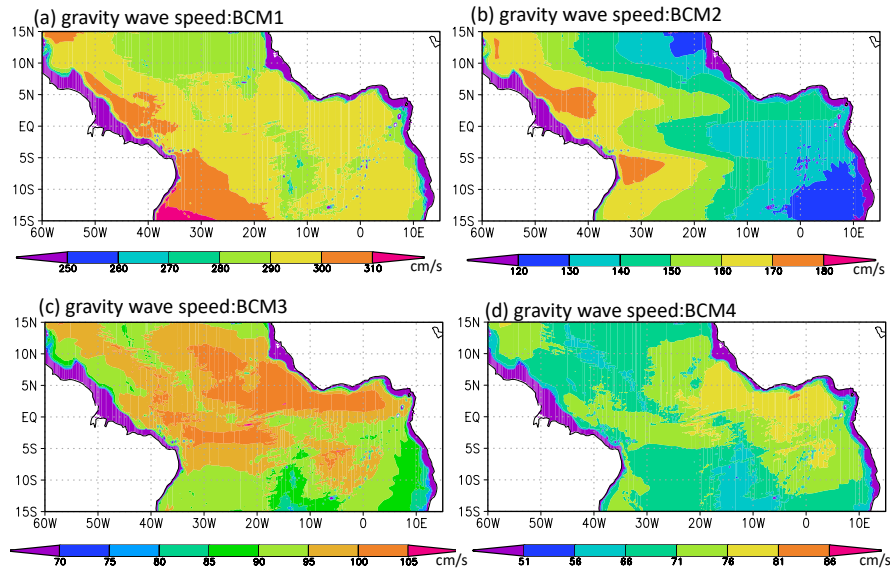 (a) gravity wave speed:BCM1
15N
10N
5N
EQ
5S
10S
15S
60W 50W 40W 30W 20W 10W 0 10E
250 260 270 280 290 300 310 cm/s
(b) gravity wave speed:BCM2
15N
10N
5N
EQ
5S
10S
15S
60W 50W 40W 30W 20W 10W 0 10E
120 130 140 150 160 170 180 cm/s
(c) gravity wave speed:BCM3
15N
10N
5N
EQ
5S
10S
15S
60W 50W 40W 30W 20W 10W 0 10E
70 75 80 85 90 95 100 105 cm/s
(d) gravity wave speed:BCM4
15N
10N
5N
EQ
5S
10S
15S
60W 50W 40W 30W 20W 10W 0 10E
51 56 66 71 76 81 86 cm/s